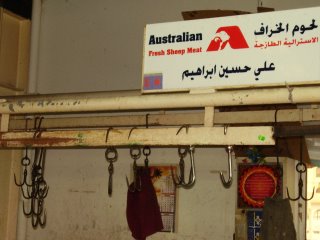 Australian
Fresh Sheep Meat
لحوم الخراف
الاسترالية الطازجة
علي حسين ابراهيم